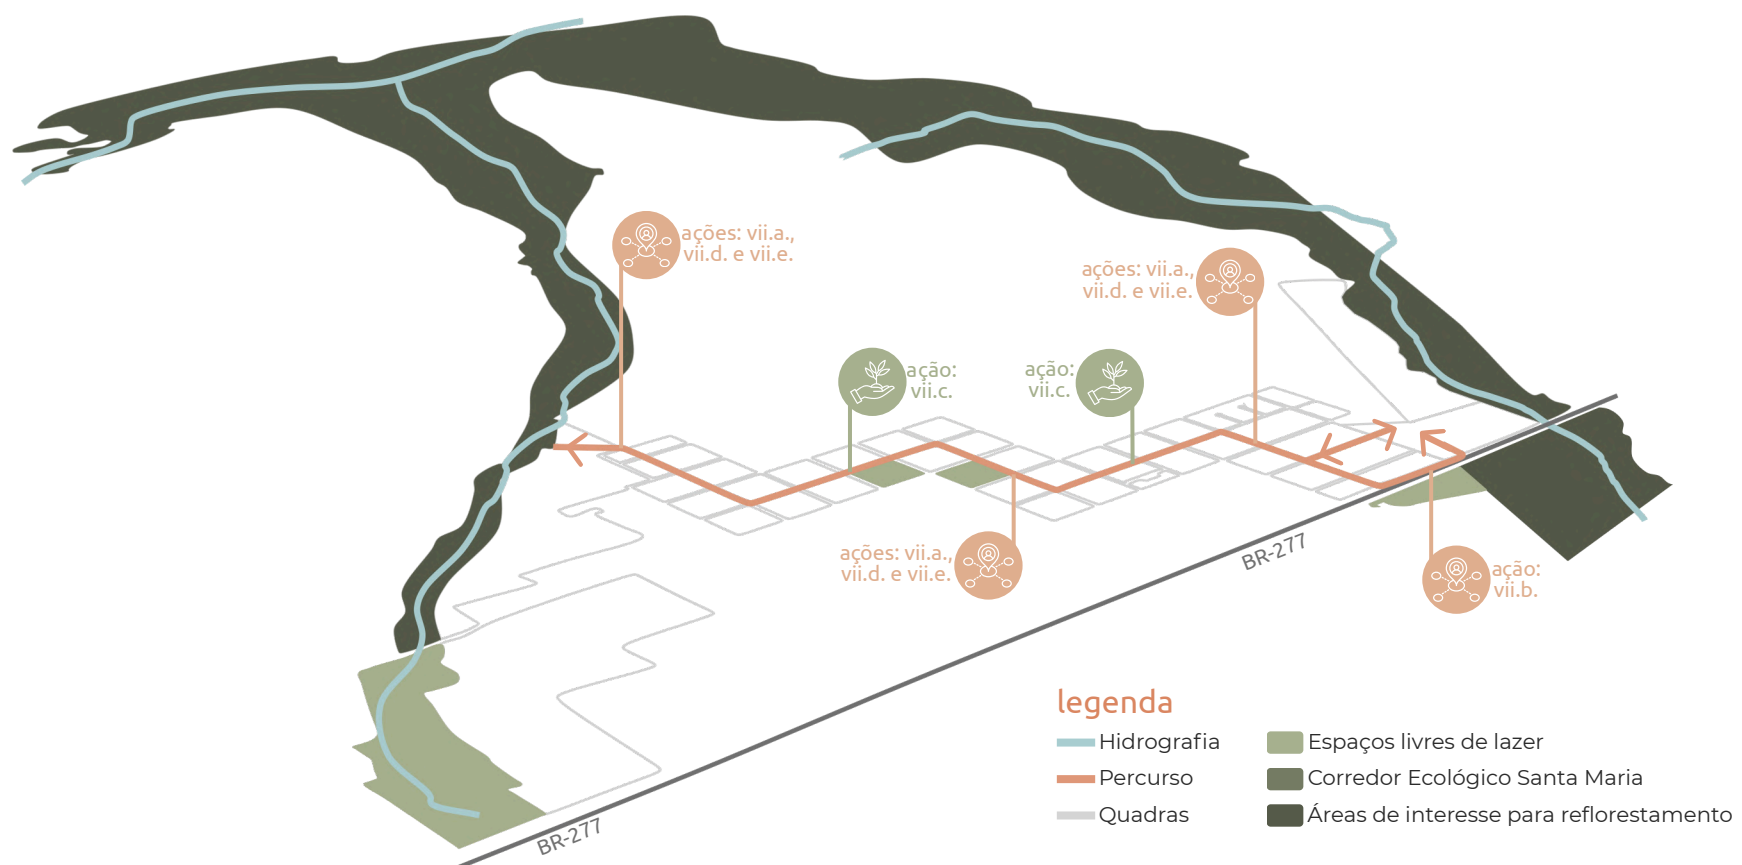 ações: vii.a.,
vii.d. e vii.e.
ações: vii.a.,
vii.d. e vii.e.
ação:
vii.c.
ação:
vii.c.
ações: vii.a.,
vii.d. e vii.e.
BR-277
ação:
vii.b.
BR-277
legenda
Hidrografia
Percurso
Quadras
Espaços livres de lazer
Corredor Ecológico Santa Maria
Áreas de interesse para reflorestamento